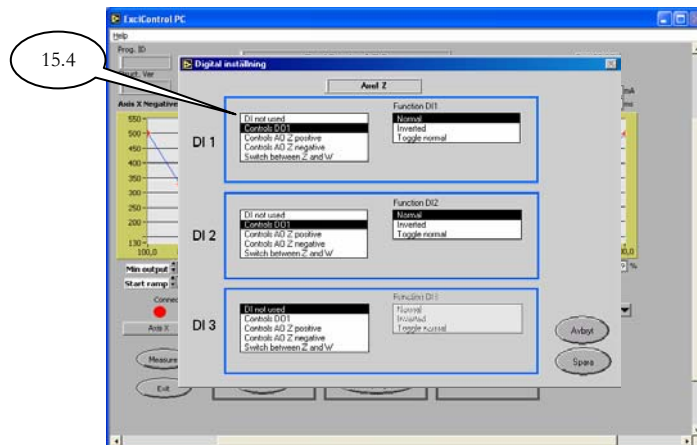 ExciControl PC
Help
Prog. ID
15.4
Digital inställning
Axel Z
mA
ms
Axis X Negative
550
500
450
400
350
300
250
200
130
100,0
0,0
Min output
%
Start ramp
Axis X
Measure
Exit
DI 1
DI not used
Controls DO1
Controls AO Z positive
Controls AO Z negative
Switch between Z and W
Function DI1
Normal
Inverted
Toggle normal
DI 2
DI not used
Controls DO1
Controls AO Z positive
Controls AO Z negative
Switch between Z and W
Function DI2
Normal
Inverted
Toggle normal
DI 3
DI not used
Controls DO1
Controls AO Z positive
Controls AO Z negative
Switch between Z and W
Function DI3
Normal
Inverted
Toggle normal
Avbryt
Spara